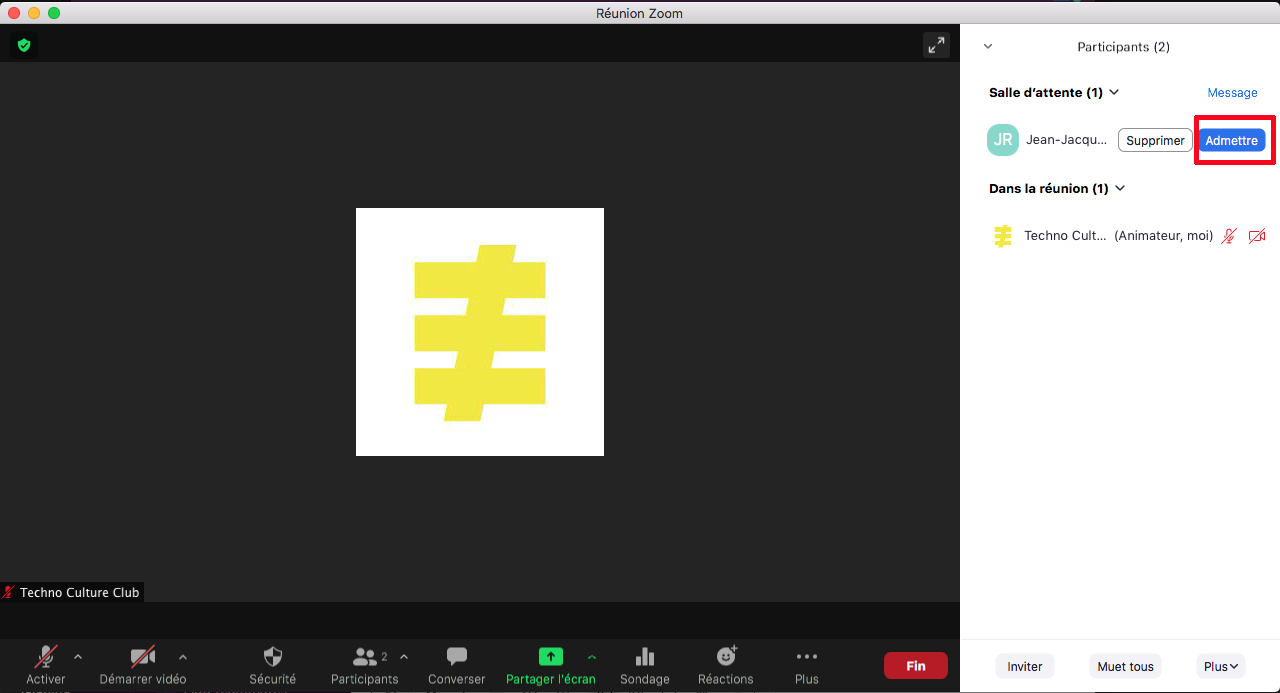 Réunion Zoom
Participants (2)
Salle d'attente (1)
Message
JR
Jean-Jacqu...
Supprimer
Admettre
Dans la réunion (1)
Techno Cult... (Animateur, moi)
Techno Culture Club
Activer
Démarrer vidéo
Sécurité
Participants
2
Converser
Partager l'écran
Sondage
Réactions
Plus
Fin
Inviter
Muet tous
Plus